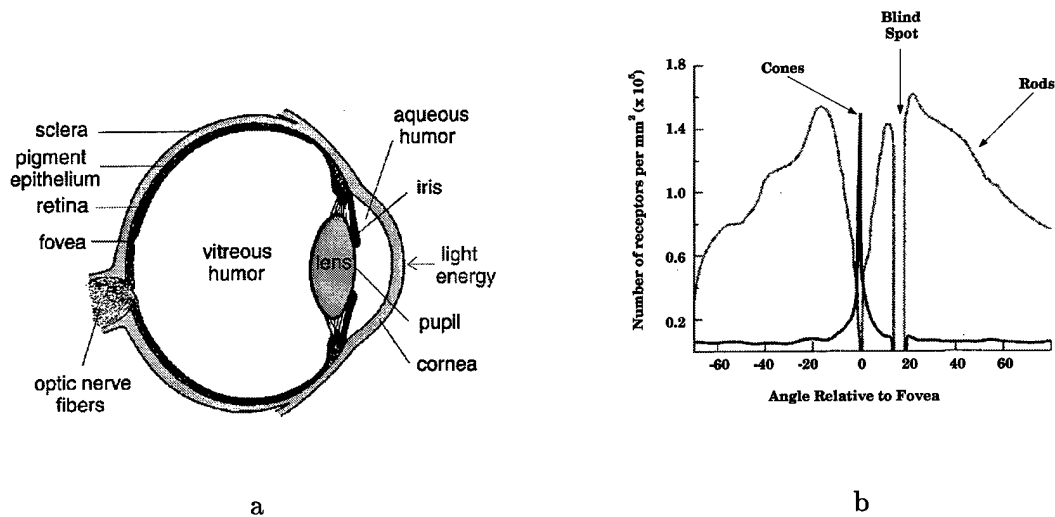 sclera
pigment
epithelium
retina
fovea
optic nerve
fibers
vitreous
humor
lens
aqueous
humor
iris
light
energy
pupil
cornea
a
Blind
Spot
Cones
Rods
Number of receptors per mm² (x 10⁵)
1.8
1.4
1.0
0.6
0.2
-60 -40 -20 0 20 40 60
Angle Relative to Fovea
b